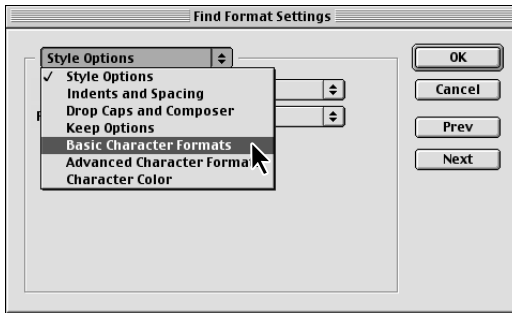 Find Format Settings
Style Options
OK
✓ Style Options
Indents and Spacing
Cancel
Drop Caps and Composer
Keep Options
Prev
Basic Character Formats
Advanced Character Format
Next
Character Color